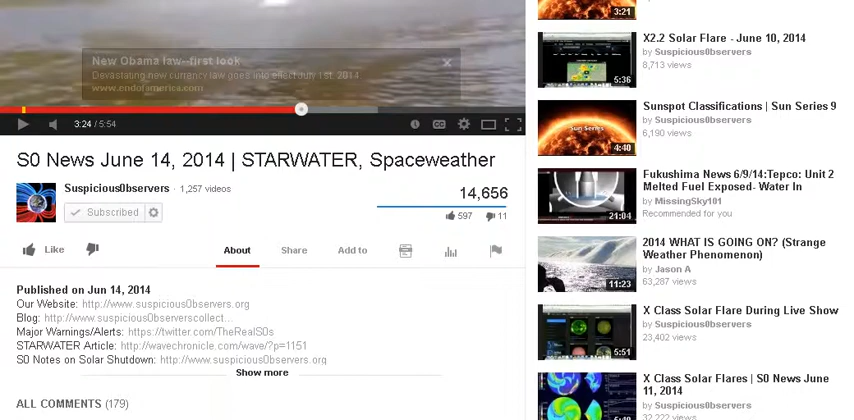 New Obama law--first look
Devastating new currency law goes into effect July 1st, 2014
www.endofamerica.com
3:24 / 5:54
CC
S0 News June 14, 2014 | STARWATER, Spaceweather
Suspicious0bservers · 1,257 videos
Subscribed
14,656
597 11
Like
About Share Add to
Published on Jun 14, 2014
Our Website: http://www.suspicious0bservers.org
Blog: http://www.suspicious0bserverscollect...
Major Warnings/Alerts: https://twitter.com/TheRealS0s
STARWATER Article: http://wavechronicle.com/wave/?p=1151
S0 Notes on Solar Shutdown: http://www.suspicious0bservers.org
Show more
ALL COMMENTS (179)
3:21
X2.2 Solar Flare - June 10, 2014
by Suspicious0bservers
8,713 views
5:36
Sunspot Classifications | Sun Series 9
by Suspicious0bservers
6,190 views
Sun Series
4:40
Fukushima News 6/9/14:Tepco: Unit 2
Melted Fuel Exposed- Water In
by MissingSky101
Recommended for you
21:04
2014 WHAT IS GOING ON? (Strange
Weather Phenomenon)
by Jason A
63,287 views
11:23
X Class Solar Flare During Live Show
by Suspicious0bservers
23,402 views
5:51
X Class Solar Flares | S0 News June
11, 2014
by Suspicious0bservers
32,222 views